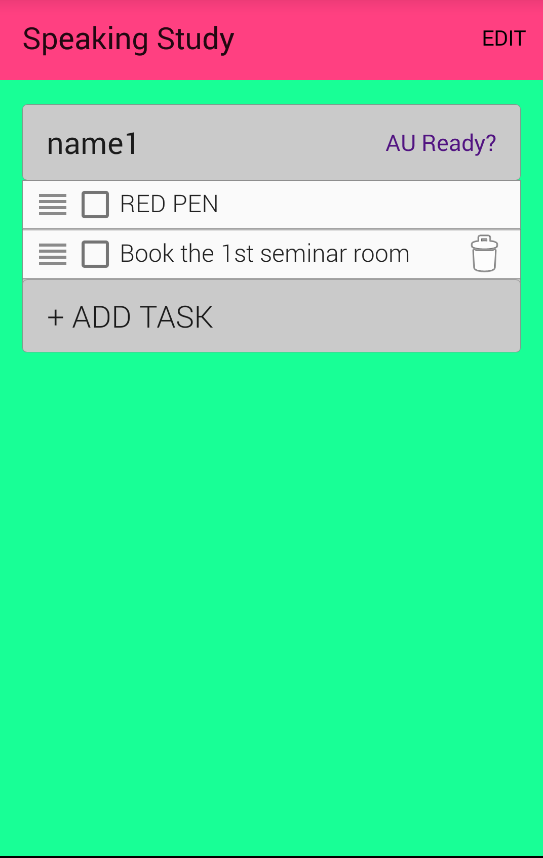 Speaking Study EDIT
name1 AU Ready?
RED PEN
Book the 1st seminar room
+ ADD TASK